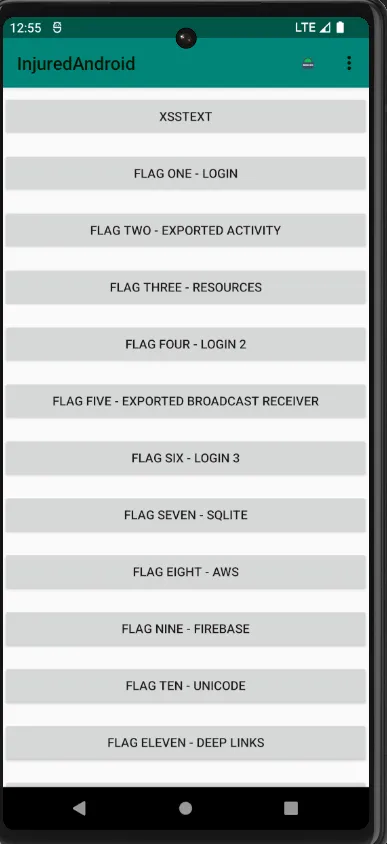 12:55
LTE
InjuredAndroid
XSSTEXT
FLAG ONE - LOGIN
FLAG TWO - EXPORTED ACTIVITY
FLAG THREE - RESOURCES
FLAG FOUR - LOGIN 2
FLAG FIVE - EXPORTED BROADCAST RECEIVER
FLAG SIX - LOGIN 3
FLAG SEVEN - SQLITE
FLAG EIGHT - AWS
FLAG NINE - FIREBASE
FLAG TEN - UNICODE
FLAG ELEVEN - DEEP LINKS